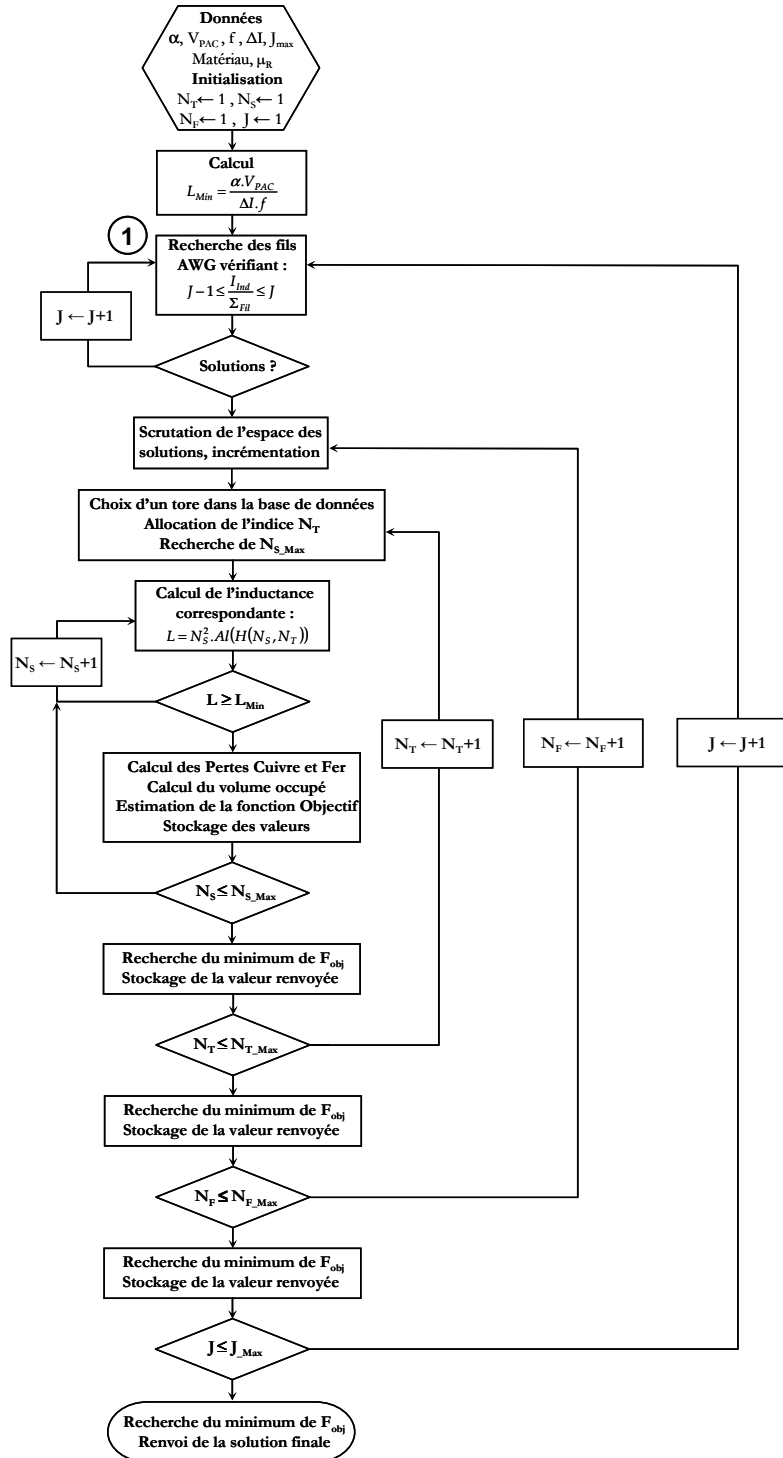 Données
α, V_PAC, f, ΔI, J_max
Matériau, μ_R
Initialisation
N_T ← 1, N_S ← 1
N_F ← 1, J ← 1
Calcul
L_Min = α.V_PAC / ΔI.f
1
Recherche des fils
AWG vérifiant :
J − 1 ≤ I_Ind / Σ_Fil ≤ J
J ← J+1
Solutions ?
Scrutation de l'espace des
solutions, incrémentation
Choix d'un tore dans la base de données
Allocation de l'indice N_T
Recherche de N_S_Max
Calcul de l'inductance
correspondante :
L = N_S².Al(H(N_S, N_T))
N_S ← N_S+1
L ≥ L_Min
N_T ← N_T+1
N_F ← N_F+1
J ← J+1
Calcul des Pertes Cuivre et Fer
Calcul du volume occupé
Estimation de la fonction Objectif
Stockage des valeurs
N_S ≤ N_S_Max
Recherche du minimum de F_obj
Stockage de la valeur renvoyée
N_T ≤ N_T_Max
Recherche du minimum de F_obj
Stockage de la valeur renvoyée
N_F ≤ N_F_Max
Recherche du minimum de F_obj
Stockage de la valeur renvoyée
J ≤ J_Max
Recherche du minimum de F_obj
Renvoi de la solution finale